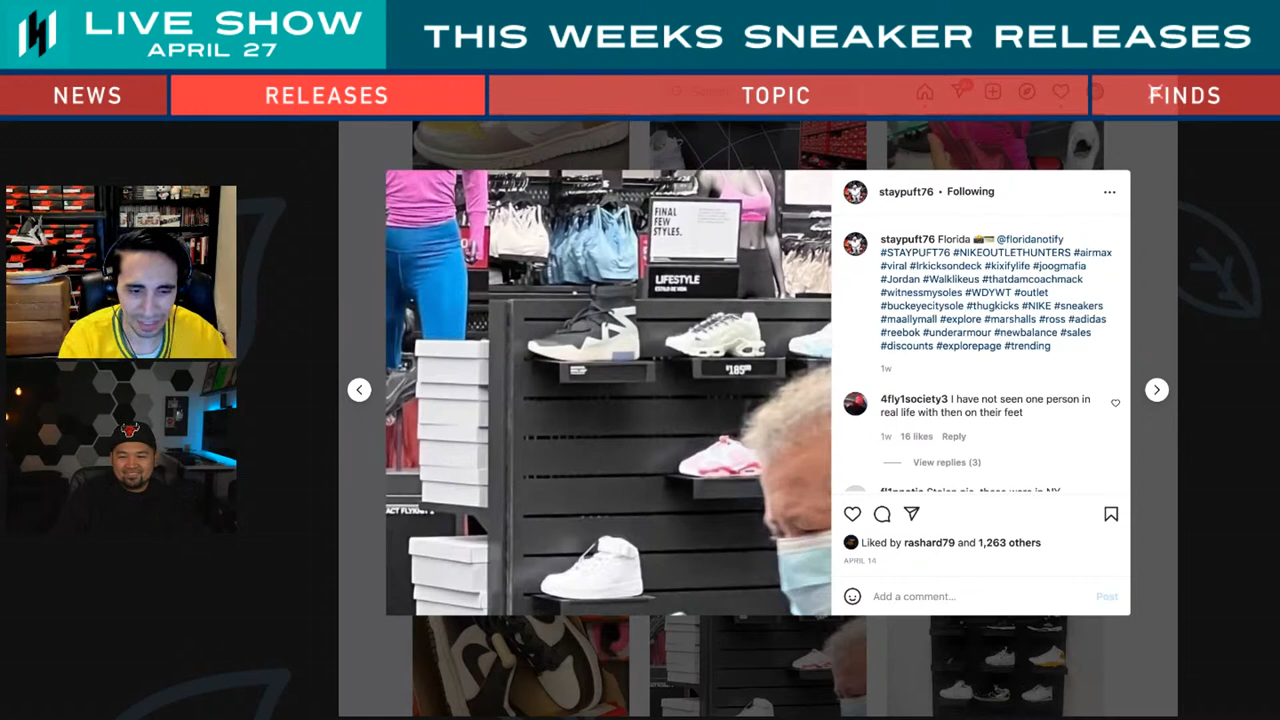 LIVE SHOW
APRIL 27
THIS WEEKS SNEAKER RELEASES
NEWS
RELEASES
TOPIC
FINDS
FINAL
FEW
STYLES.
LIFESTYLE
ESTILO DE VIDA
$185
staypuft76 • Following
staypuft76 Florida @floridanotify
#STAYPUFT76 #NIKEOUTLETHUNTERS #airmax
#viral #lrkicksondeck #kixifylife #joogmafia
#Jordan #Walklikeus #thatdamcoachmack
#witnessmysoles #WDYWT #outlet
#buckeyecitysole #thugkicks #NIKE #sneakers
#maallymall #explore #marshalls #ross #adidas
#reebok #underarmour #newbalance #sales
#discounts #explorepage #trending
1w
4fly1society3 I have not seen one person in
real life with then on their feet
1w 16 likes Reply
View replies (3)
Liked by rashard79 and 1,263 others
APRIL 14
Add a comment...
Post